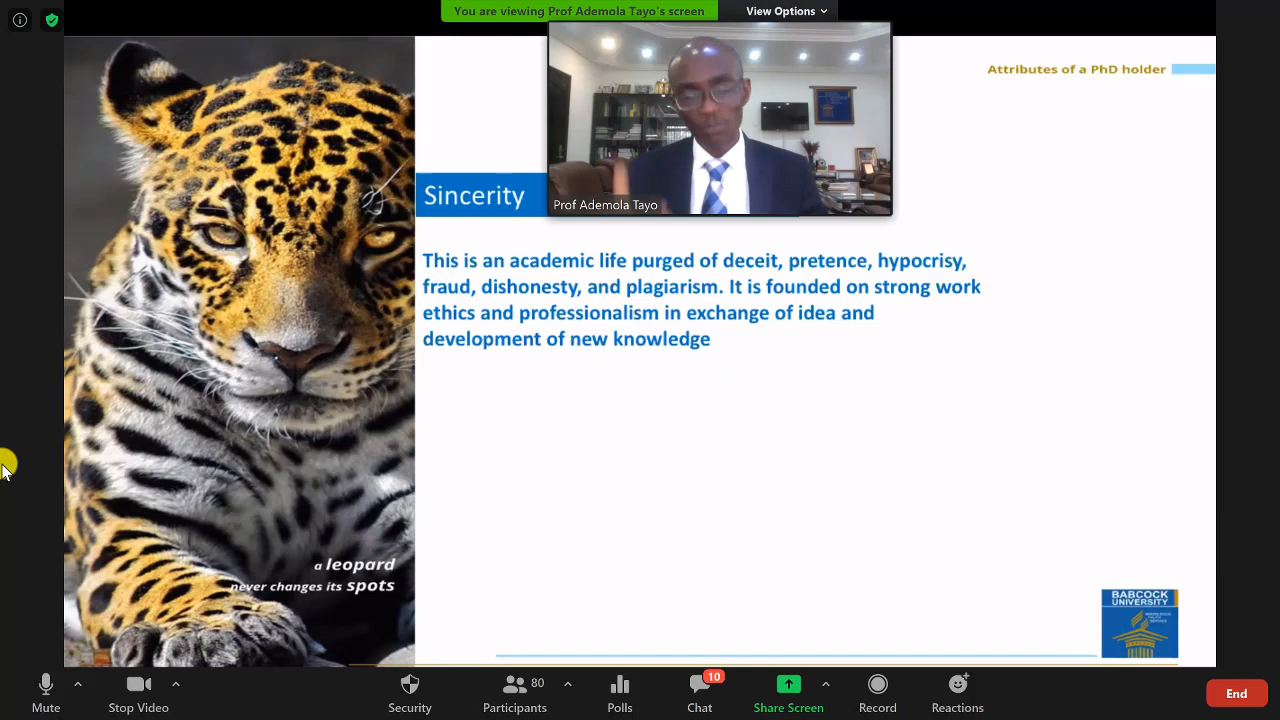 You are viewing Prof Ademola Tayo's screen
View Options
Attributes of a PhD holder
Prof Ademola Tayo
Sincerity
This is an academic life purged of deceit, pretence, hypocrisy,
fraud, dishonesty, and plagiarism. It is founded on strong work
ethics and professionalism in exchange of idea and
development of new knowledge
a leopard
never changes its spots
BABCOCK
UNIVERSITY
KNOWLEDGE
TRUTH
SERVICE
10
80
Mute
Stop Video
Security
Participants
Polls
Chat
Share Screen
Record
Reactions
End